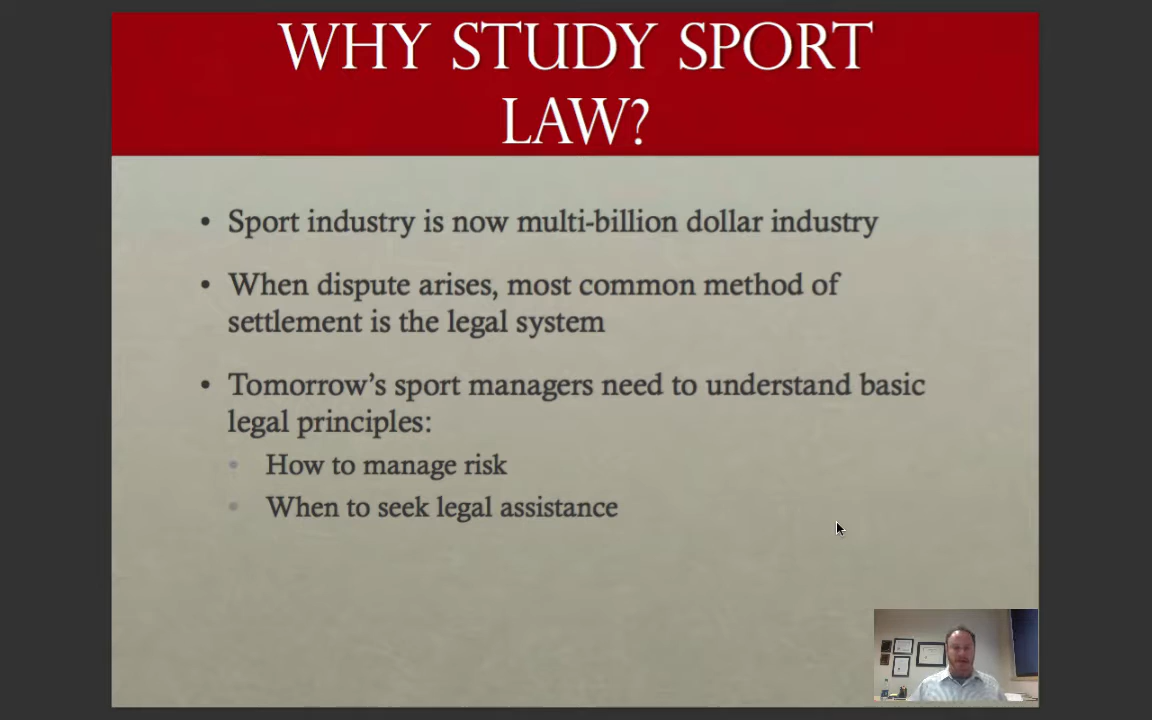 WHY STUDY SPORT
LAW?
• Sport industry is now multi-billion dollar industry
• When dispute arises, most common method of
settlement is the legal system
• Tomorrow’s sport managers need to understand basic
legal principles:
• How to manage risk
• When to seek legal assistance